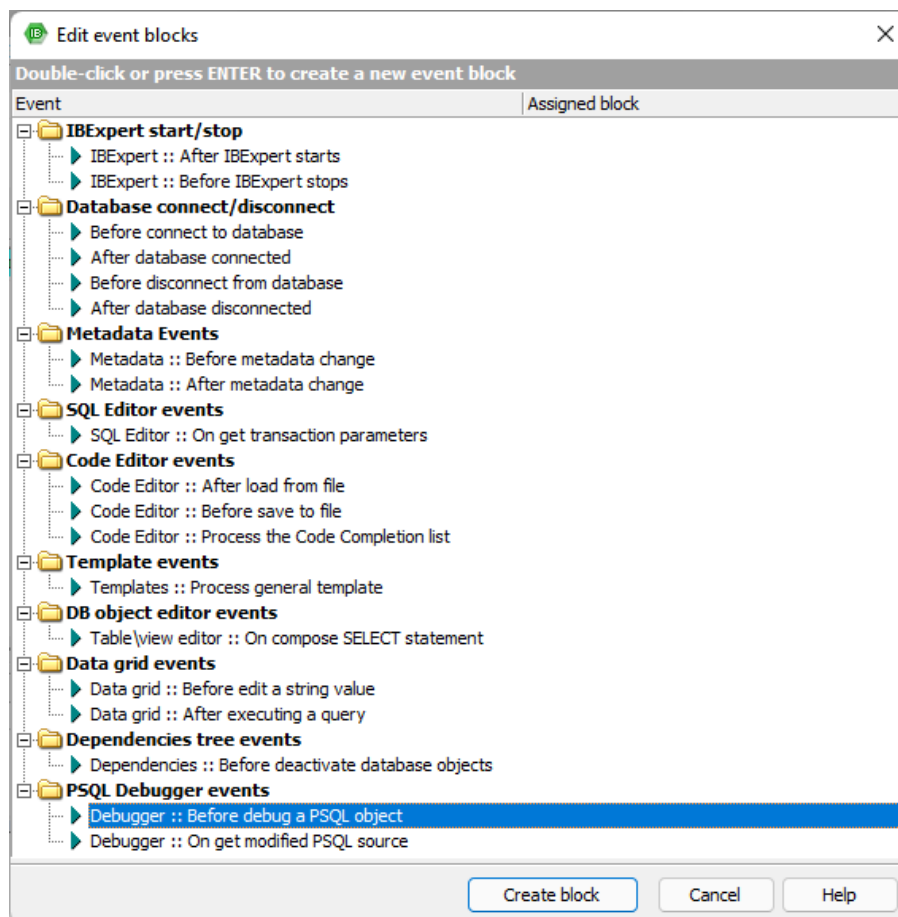 IB Edit event blocks
Double-click or press ENTER to create a new event block
Event Assigned block
IBExpert start/stop
IBExpert :: After IBExpert starts
IBExpert :: Before IBExpert stops
Database connect/disconnect
Before connect to database
After database connected
Before disconnect from database
After database disconnected
Metadata Events
Metadata :: Before metadata change
Metadata :: After metadata change
SQL Editor events
SQL Editor :: On get transaction parameters
Code Editor events
Code Editor :: After load from file
Code Editor :: Before save to file
Code Editor :: Process the Code Completion list
Template events
Templates :: Process general template
DB object editor events
Table\view editor :: On compose SELECT statement
Data grid events
Data grid :: Before edit a string value
Data grid :: After executing a query
Dependencies tree events
Dependencies :: Before deactivate database objects
PSQL Debugger events
Debugger :: Before debug a PSQL object
Debugger :: On get modified PSQL source
Create block Cancel Help